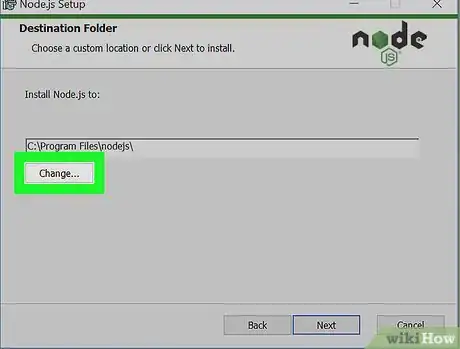 Node.js Setup
Destination Folder
Choose a custom location or click Next to install.
node
JS
Install Node.js to:
C:\Program Files\nodejs\
Change...
Back
Next
Cancel
wikiHow